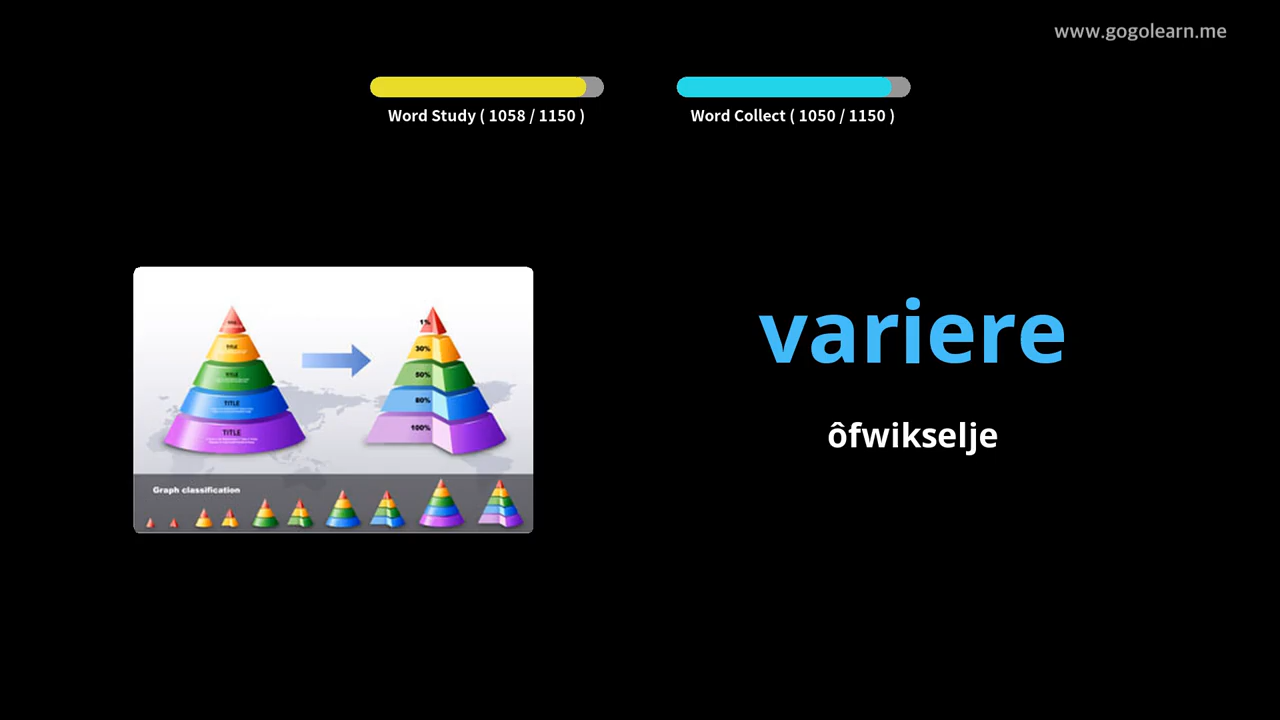 www.gogolearn.me
Word Study ( 1058 / 1150 )
Word Collect ( 1050 / 1150 )
variere
ôfwikselje
TITLE
TITLE
TITLE
TITLE
1%
30%
50%
80%
100%
Graph classification